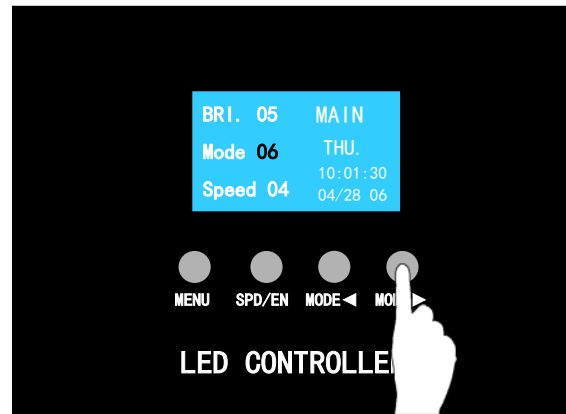 BRI. 05 MAIN
Mode 06 THU.
10:01:30
Speed 04 04/28 06
MENU SPD/EN MODE◀ MO▶
LED CONTROLLE